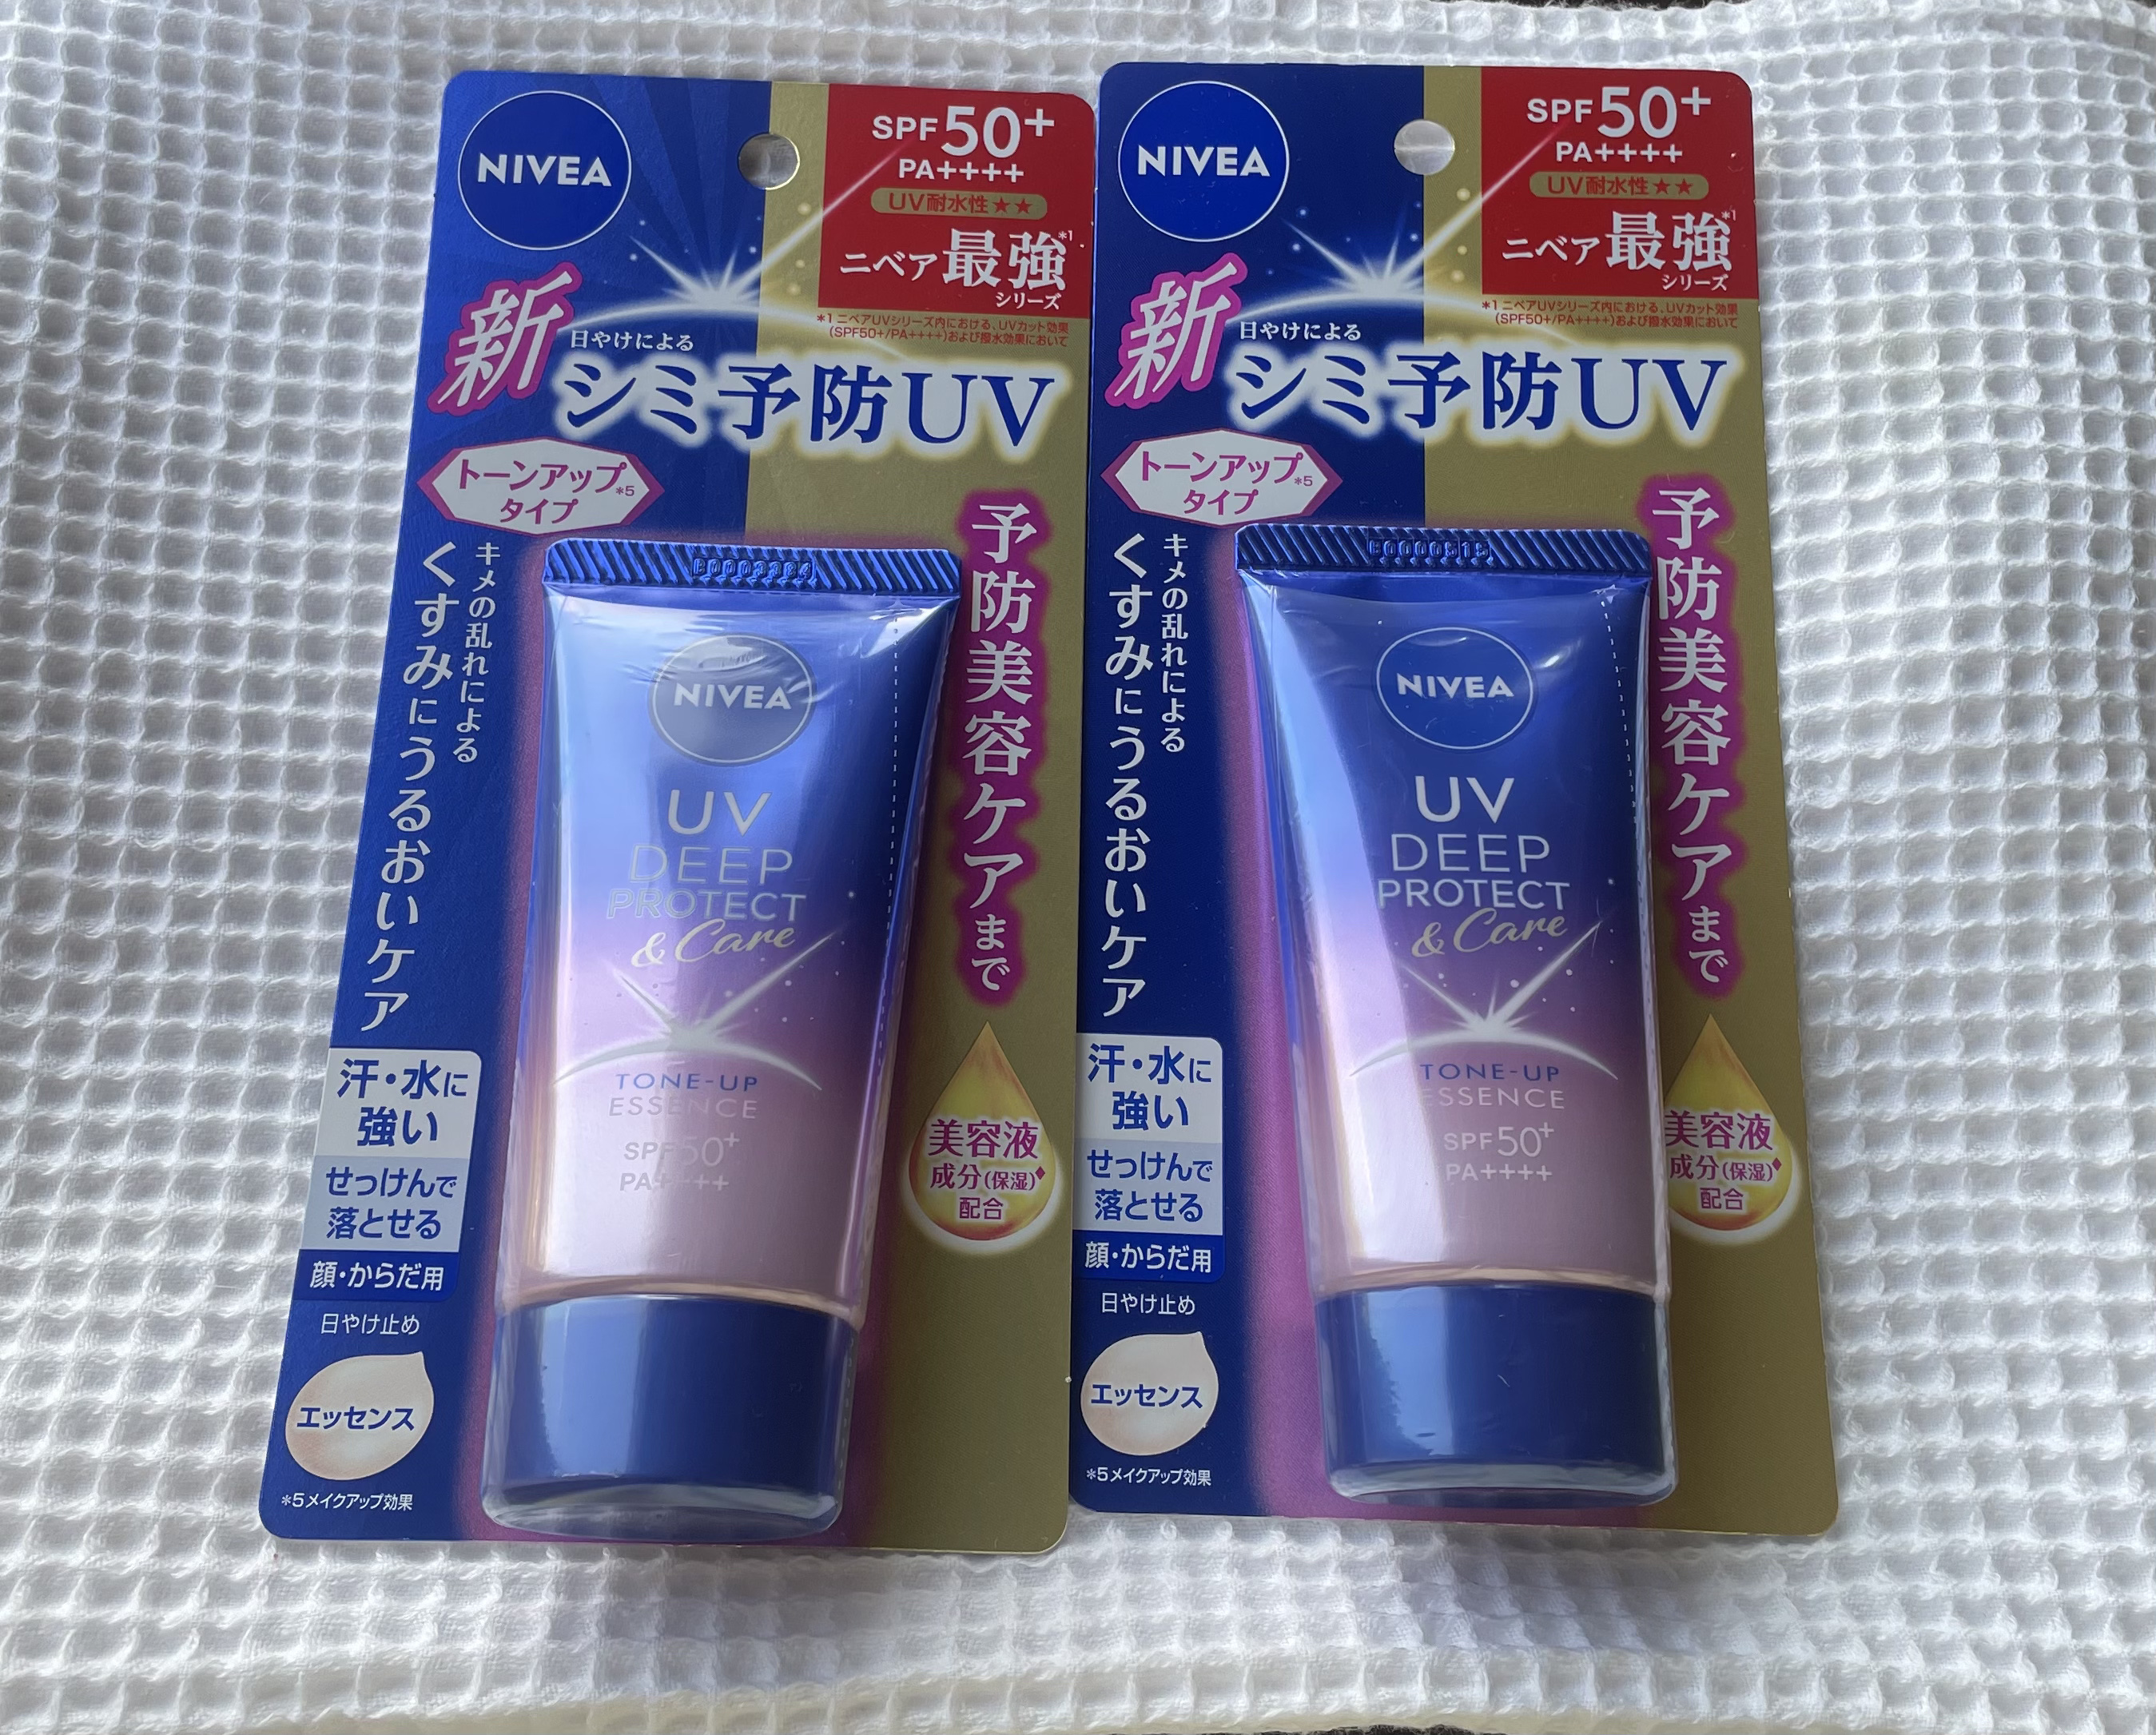 NIVEA
SPF50+
PA++++
UV耐水性★★
ニベア最強*1
シリーズ
*1 ニベアUVシリーズ内における、UVカット効果
(SPF50+/PA++++)および撥水効果において
新
日やけによる
シミ予防UV
トーンアップ*5
タイプ
キメの乱れによる
くすみにうるおいケア
予防美容ケアまで
NIVEA
UV
DEEP
PROTECT
& Care
TONE-UP
ESSENCE
SPF50+
PA++++
美容液
成分(保湿)♦
配合
汗・水に
強い
せっけんで
落とせる
顔・からだ用
日やけ止め
エッセンス
*5メイクアップ効果
NIVEA
SPF50+
PA++++
UV耐水性★★
ニベア最強*1
シリーズ
*1 ニベアUVシリーズ内における、UVカット効果
(SPF50+/PA++++)および撥水効果において
新
日やけによる
シミ予防UV
トーンアップ*5
タイプ
キメの乱れによる
くすみにうるおいケア
予防美容ケアまで
NIVEA
UV
DEEP
PROTECT
& Care
TONE-UP
ESSENCE
SPF50+
PA++++
美容液
成分(保湿)♦
配合
汗・水に
強い
せっけんで
落とせる
顔・からだ用
日やけ止め
エッセンス
*5メイクアップ効果